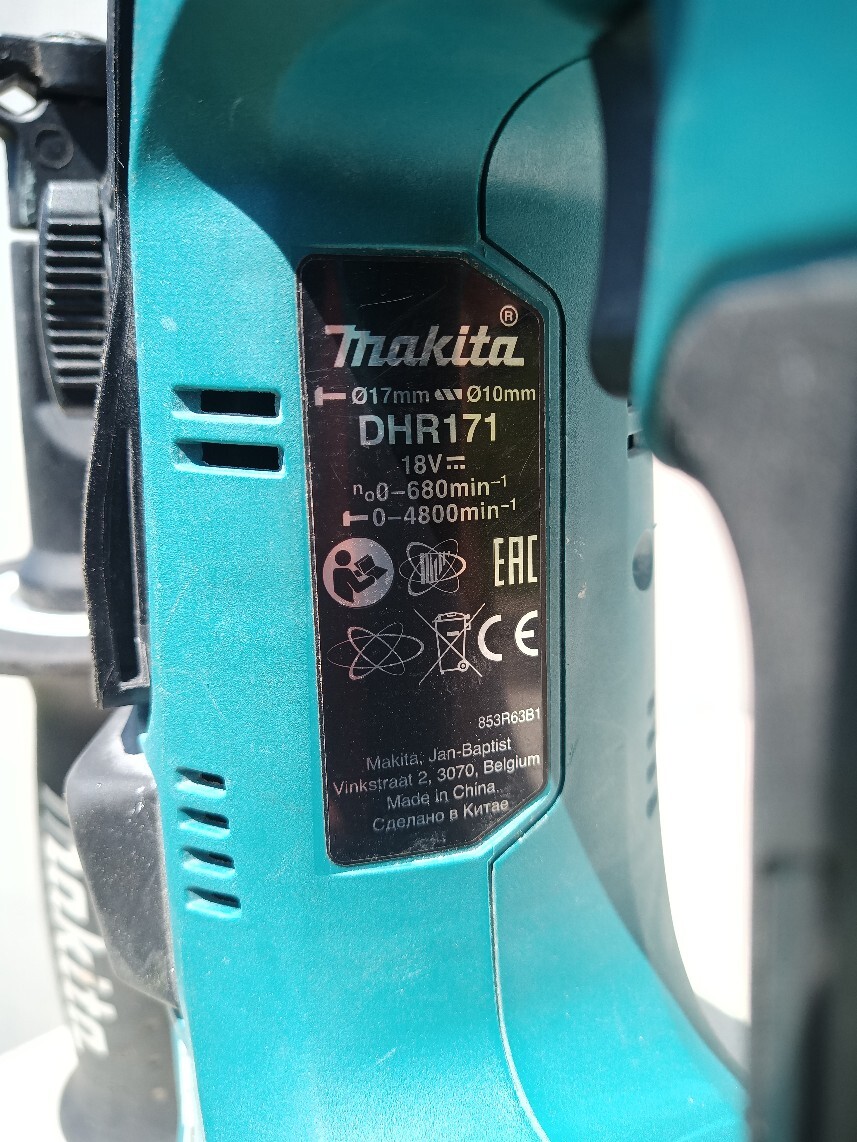 makita®
Ø17mm Ø10mm
DHR171
18V
no0-680min-1
0-4800min-1
EAC
CE
853R63B1
Makita, Jan-Baptist
Vinkstraat 2, 3070, Belgium
Made in China.
Сделано в Китае
makita